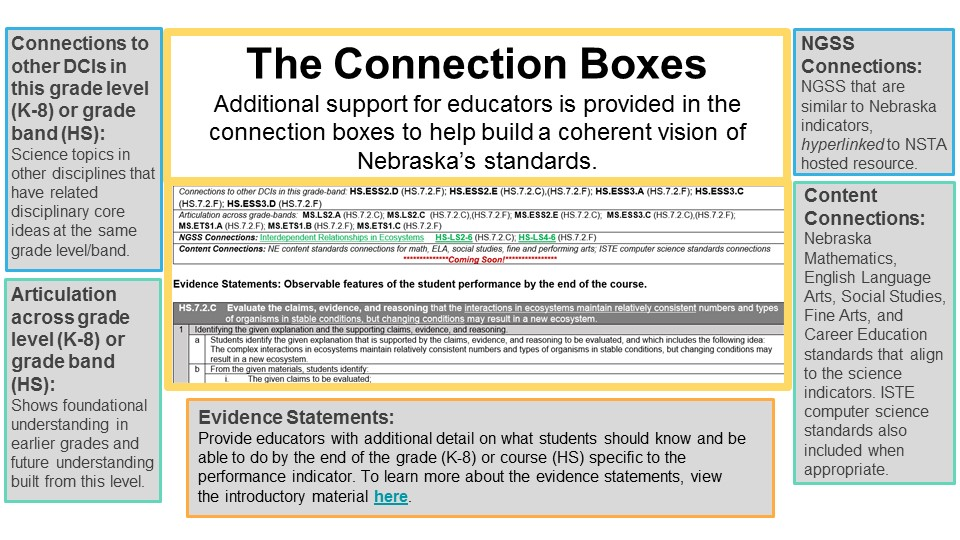 Connections to
other DCIs in
this grade level
(K-8) or grade
band (HS):
Science topics in
other disciplines that
have related
disciplinary core
ideas at the same
grade level/band.
Articulation
across grade
level (K-8) or
grade band
(HS):
Shows foundational
understanding in
earlier grades and
future understanding
built from this level.
The Connection Boxes
Additional support for educators is provided in the
connection boxes to help build a coherent vision of
Nebraska's standards.
Connections to other DCIs in this grade-band: HS.ESS2.D (HS.7.2.F); HS.ESS2.E (HS.7.2.C),(HS.7.2.F); HS.ESS3.A (HS.7.2.F); HS.ESS3.C
(HS.7.2.F); HS.ESS3.D (HS.7.2.F)
Articulation across grade-bands: MS.LS2.A (HS.7.2.C); MS.LS2.C (HS.7.2.C),(HS.7.2.F); MS.ESS2.E (HS.7.2.C); MS.ESS3.C (HS.7.2.C),(HS.7.2.F);
MS.ETS1.A (HS.7.2.F); MS.ETS1.B (HS.7.2.F); MS.ETS1.C (HS.7.2.F)
NGSS Connections: Interdependent Relationships in Ecosystems HS-LS2-6 (HS.7.2.C); HS-LS4-6 (HS.7.2.F)
Content Connections: NE content standards connections for math, ELA, social studies, fine and performing arts; ISTE computer science standards connections
**************Coming Soon!****************
Evidence Statements: Observable features of the student performance by the end of the course.
HS.7.2.C Evaluate the claims, evidence, and reasoning that the interactions in ecosystems maintain relatively consistent numbers and types
of organisms in stable conditions, but changing conditions may result in a new ecosystem.
1 Identifying the given explanation and the supporting claims, evidence, and reasoning.
a Students identify the given explanation that is supported by the claims, evidence, and reasoning to be evaluated, and which includes the following idea:
The complex interactions in ecosystems maintain relatively consistent numbers and types of organisms in stable conditions, but changing conditions may
result in a new ecosystem.
b From the given materials, students identify:
i. The given claims to be evaluated;
Evidence Statements:
Provide educators with additional detail on what students should know and be
able to do by the end of the grade (K-8) or course (HS) specific to the
performance indicator. To learn more about the evidence statements, view
the introductory material here.
NGSS
Connections:
NGSS that are
similar to Nebraska
indicators,
hyperlinked to NSTA
hosted resource.
Content
Connections:
Nebraska
Mathematics,
English Language
Arts, Social Studies,
Fine Arts, and
Career Education
standards that align
to the science
indicators. ISTE
computer science
standards also
included when
appropriate.